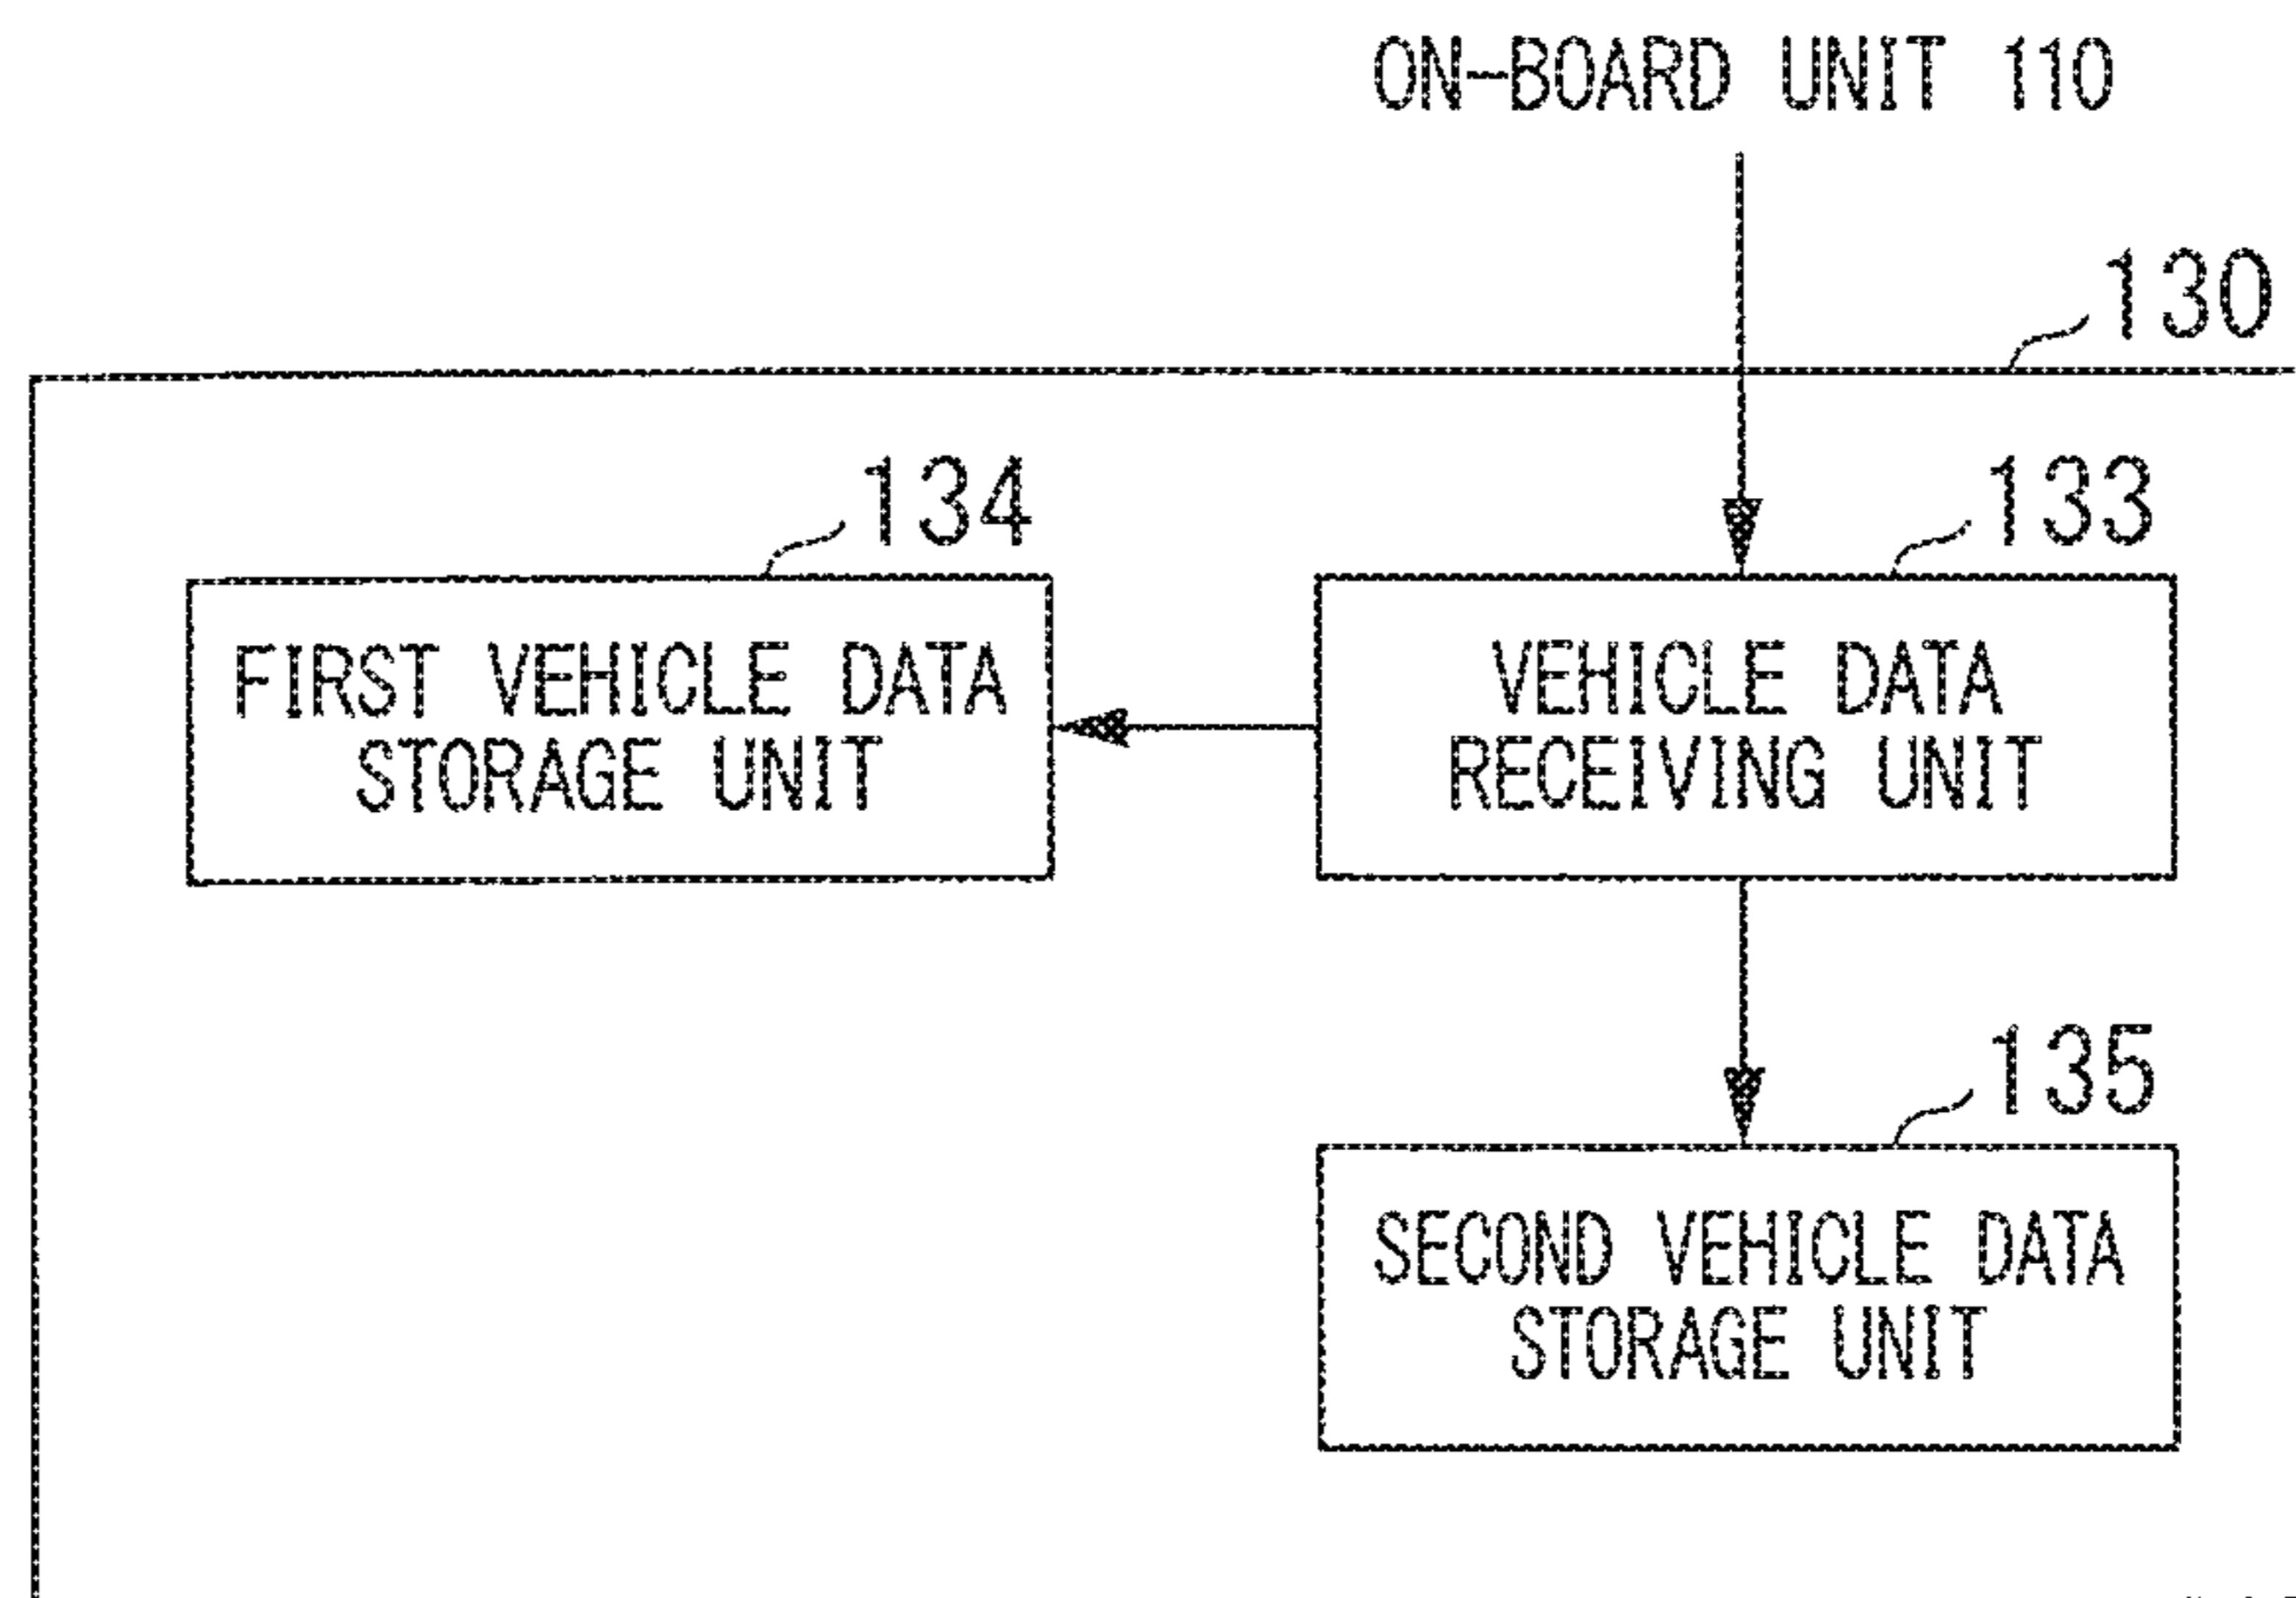 ON-BOARD UNIT 110
130
134
133
FIRST VEHICLE DATA
STORAGE UNIT
VEHICLE DATA
RECEIVING UNIT
135
SECOND VEHICLE DATA
STORAGE UNIT